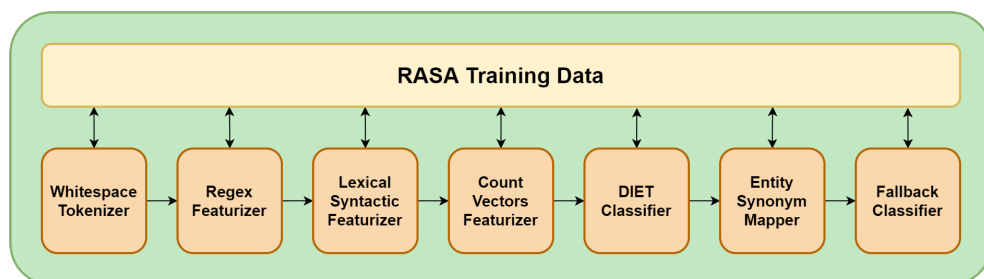 RASA Training Data
Whitespace
Tokenizer
Regex
Featurizer
Lexical
Syntactic
Featurizer
Count
Vectors
Featurizer
DIET
Classifier
Entity
Synonym
Mapper
Fallback
Classifier